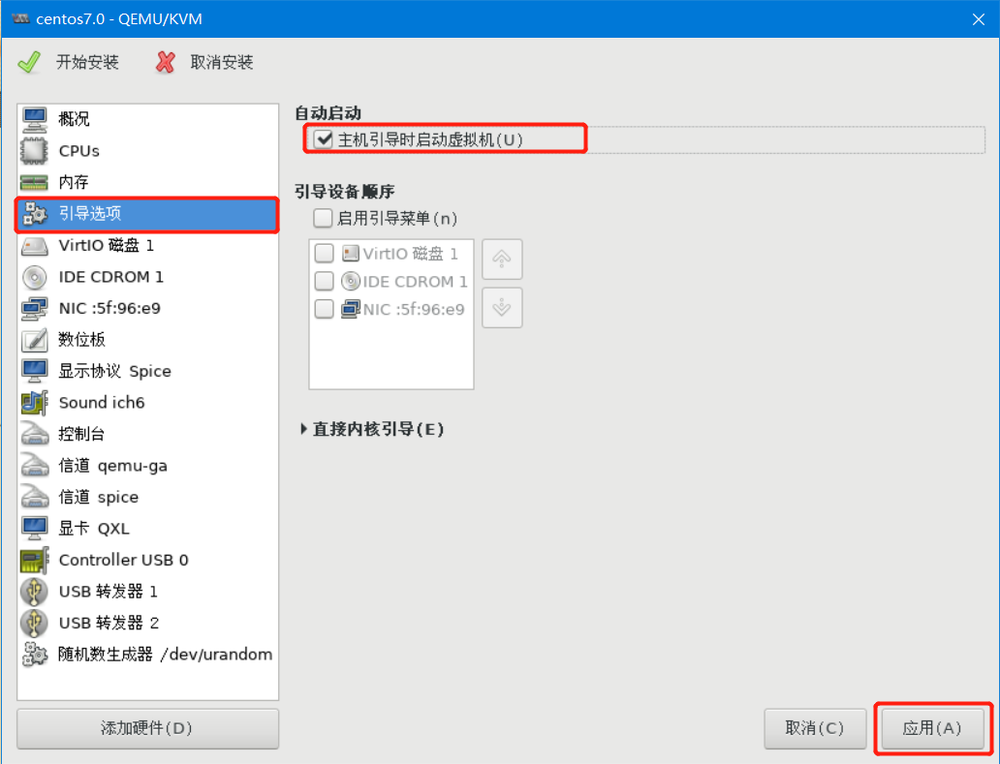 centos7.0 - QEMU/KVM
开始安装 取消安装
概况
CPUs
内存
引导选项
VirtIO 磁盘 1
IDE CDROM 1
NIC :5f:96:e9
数位板
显示协议 Spice
Sound ich6
控制台
信道 qemu-ga
信道 spice
显卡 QXL
Controller USB 0
USB 转发器 1
USB 转发器 2
随机数生成器 /dev/urandom
添加硬件(D)
自动启动
主机引导时启动虚拟机(U)
引导设备顺序
启用引导菜单(n)
VirtIO 磁盘 1
IDE CDROM 1
NIC :5f:96:e9
直接内核引导(E)
取消(C) 应用(A)